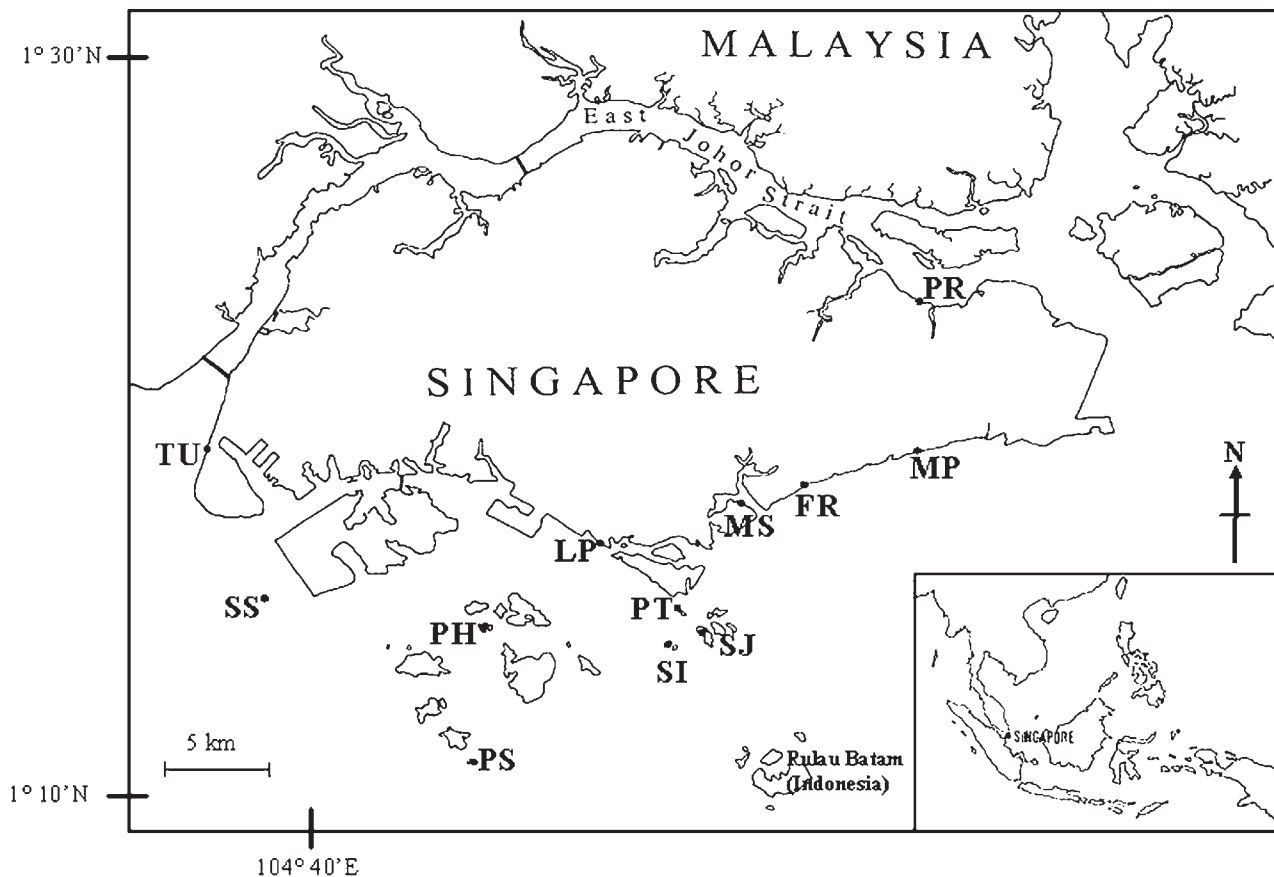 MALAYSIA
1° 30'N
East
Johor
Strait
PR
SINGAPORE
TU
MP
N
FR
MS
LP
SS
PT
PH
SJ
SI
SINGAPORE
5 km
PS
Rulau Batam
(Indonesia)
1° 10'N
104° 40'E